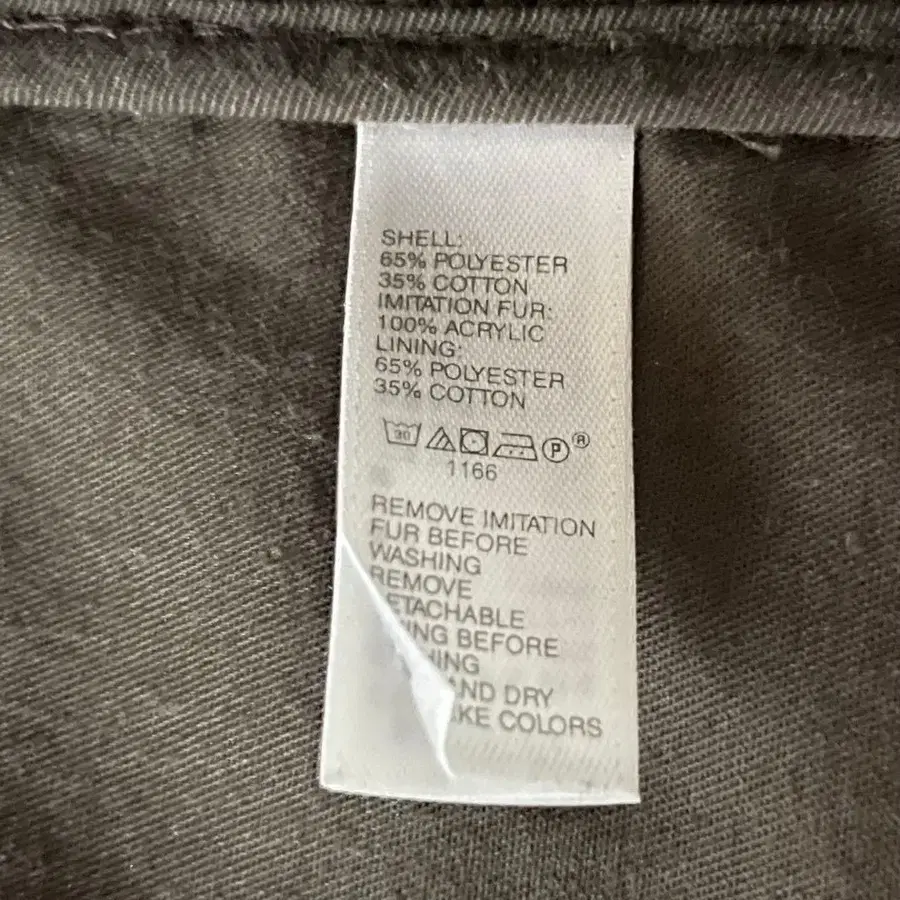 SHELL:
65% POLYESTER
35% COTTON
IMITATION FUR:
100% ACRYLIC
LINING:
65% POLYESTER
35% COTTON
30 P ®
1166
REMOVE IMITATION
FUR BEFORE
WASHING
REMOVE
ETACHABLE
ING BEFORE
HING
AND DRY
KE COLORS